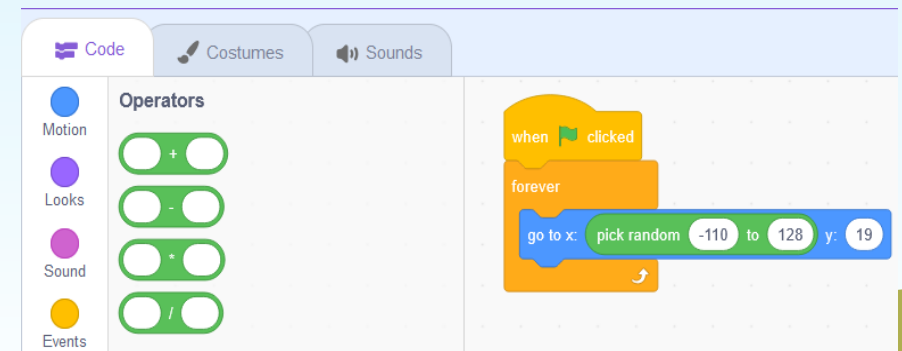 Code Costumes Sounds
Motion
Looks
Sound
Events
Operators
+
-
*
/
when clicked
forever
go to x: pick random -110 to 128 y: 19